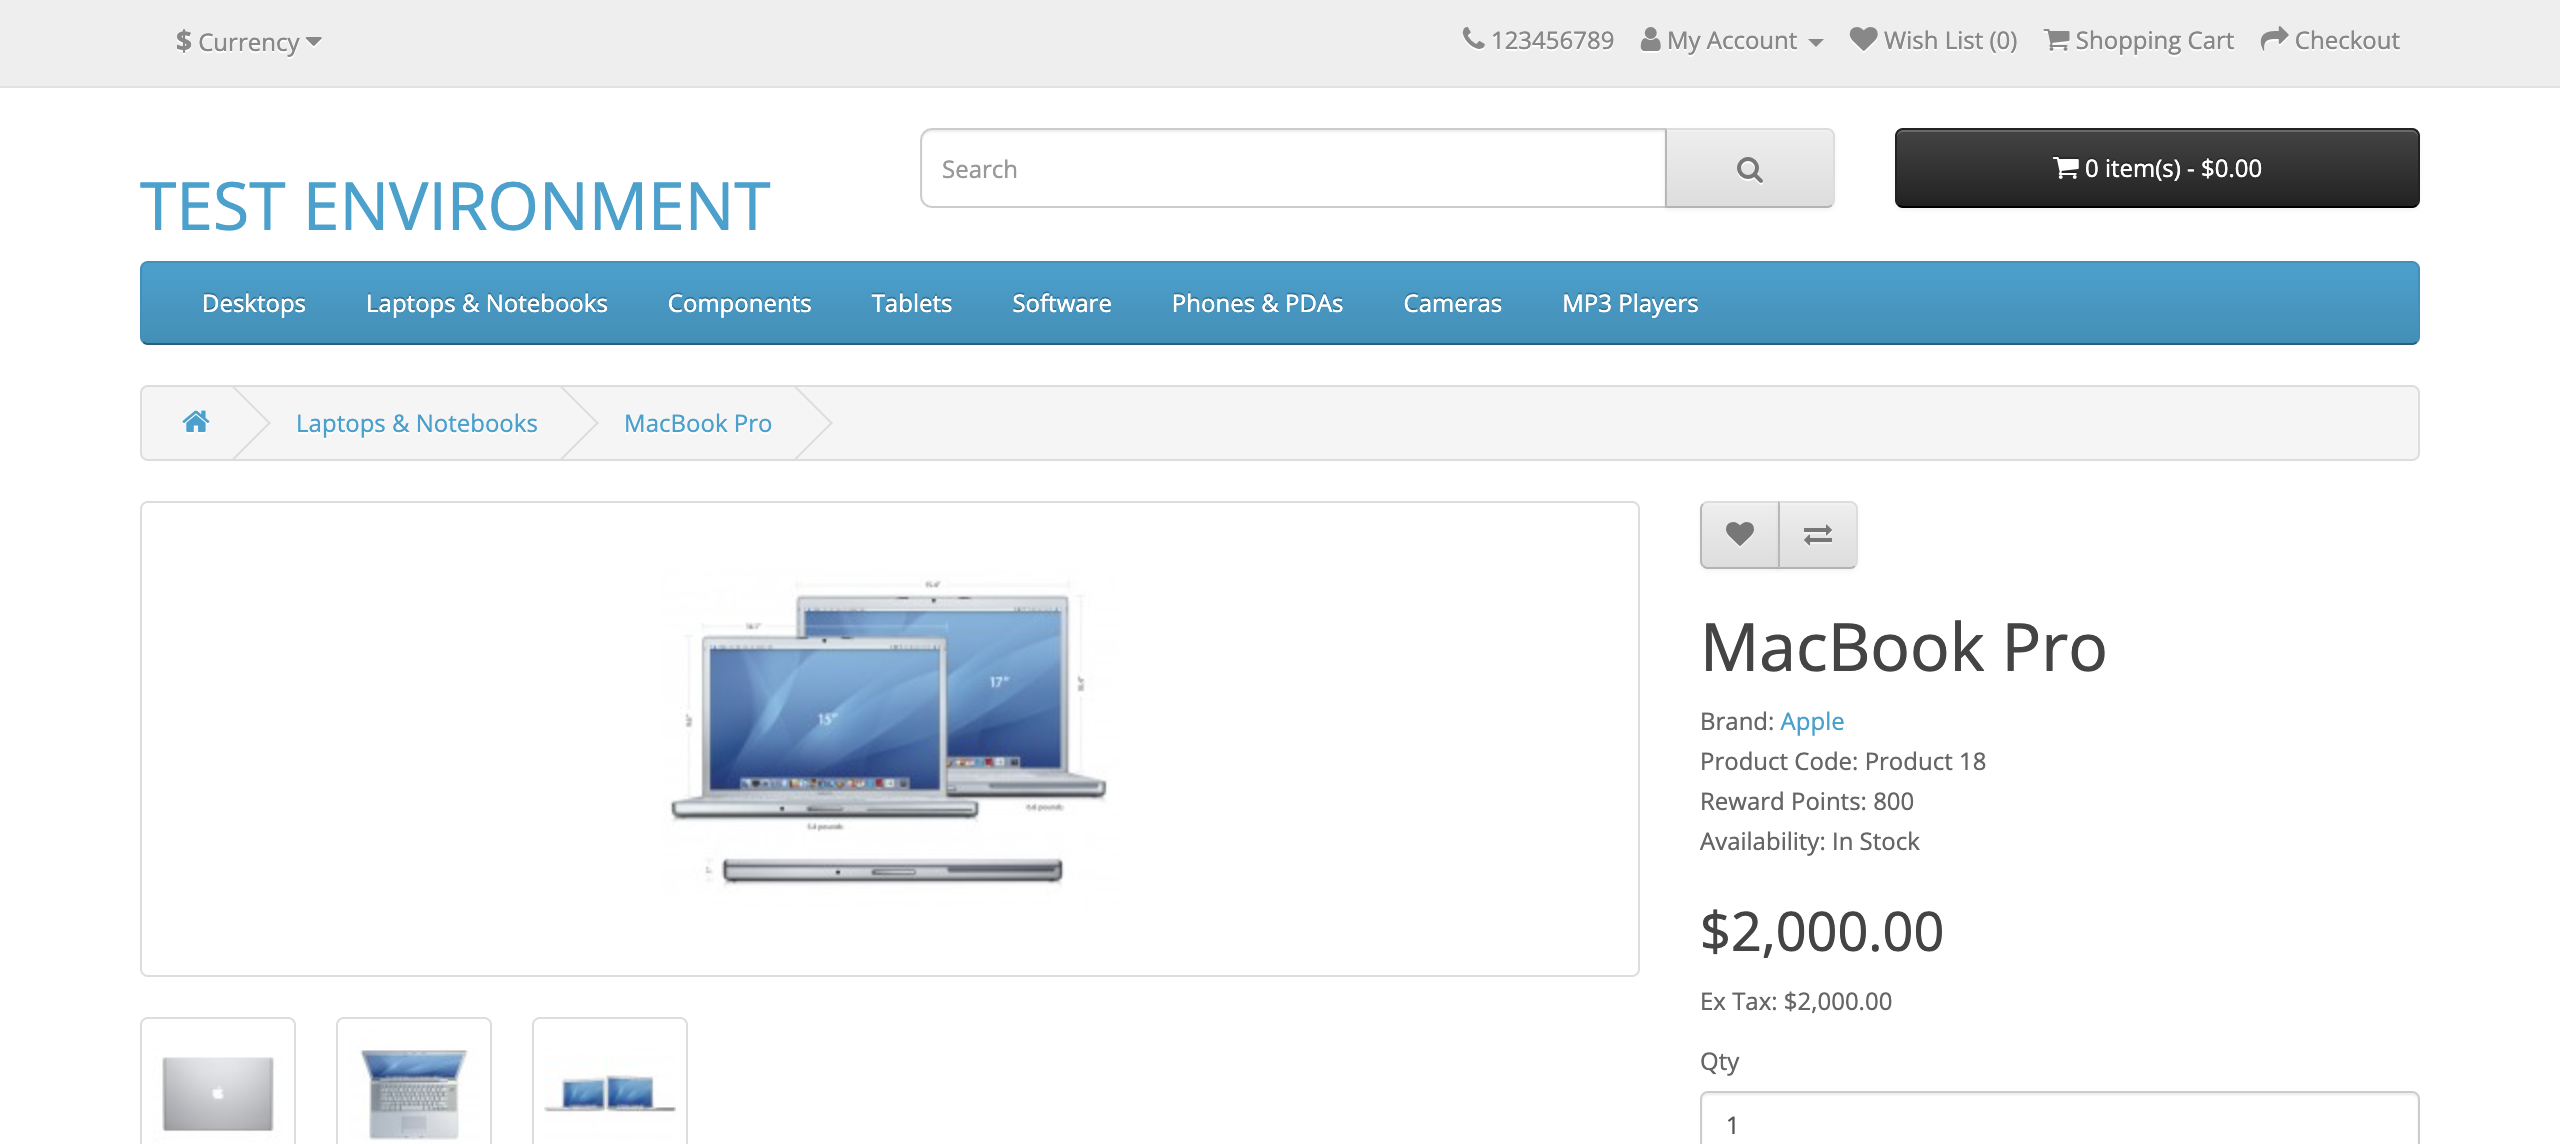 $ Currency
123456789 My Account Wish List (0) Shopping Cart Checkout
TEST ENVIRONMENT
Search
0 item(s) - $0.00
Desktops Laptops & Notebooks Components Tablets Software Phones & PDAs Cameras MP3 Players
Laptops & Notebooks MacBook Pro
15"
17"
MacBook Pro
Brand: Apple
Product Code: Product 18
Reward Points: 800
Availability: In Stock
$2,000.00
Ex Tax: $2,000.00
Qty
1